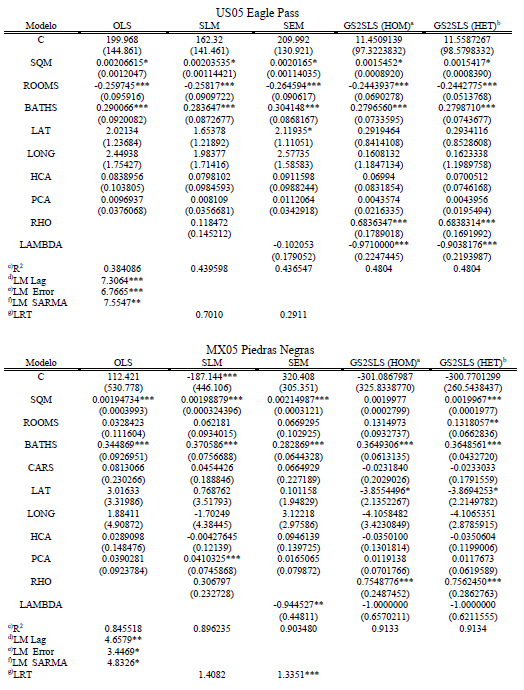 US05 Eagle Pass
Modelo OLS SLM SEM GS2SLS (HOM)a GS2SLS (HET)b
C 199.968 162.32 209.992 11.4509139 11.5587267
(144.861) (141.461) (130.921) (97.3223832) (98.5798332)
SQM 0.00206615* 0.00203535* 0.0020165* 0.0015452* 0.0015417*
(0.0012047) (0.00114421) (0.00114035) (0.0008920) (0.0008390)
ROOMS -0.259745*** -0.25817*** -0.264594*** -0.2443937*** -0.2442775***
(0.095916) (0.0909722) (0.090617) (0.0690278) (0.0513768)
BATHS 0.290066*** 0.283647*** 0.304148*** 0.2796560*** 0.2798710***
(0.0920082) (0.0872677) (0.0868167) (0.0733595) (0.0743677)
LAT 2.02134 1.65378 2.11935* 0.2919464 0.2934116
(1.23684) (1.21892) (1.11051) (0.8414108) (0.8528608)
LONG 2.44938 1.98377 2.57735 0.1608132 0.1623338
(1.75427) (1.71416) (1.58583) (1.1847134) (1.1989758)
HCA 0.0838956 0.0798102 0.0911598 0.06994 0.0700512
(0.103805) (0.0984593) (0.0988244) (0.0831854) (0.0746168)
PCA 0.0096937 0.008109 0.0112064 0.0043574 0.0043956
(0.0376068) (0.0356681) (0.0342918) (0.0216335) (0.0195494)
RHO 0.118472 0.6836347*** 0.6838314***
(0.145212) (0.1789018) (0.1691992)
LAMBDA -0.102053 -0.9710000*** -0.9038176***
(0.179052) (0.2247445) (0.2193987)
c)R2 0.384086 0.439598 0.436547 0.4804 0.4804
d)LM Lag 7.3064***
e)LM Error 6.7665***
f)LM SARMA 7.5547**
g)LRT 0.7010 0.2911
MX05 Piedras Negras
Modelo OLS SLM SEM GS2SLS (HOM)a GS2SLS (HET)b
C 112.421 -187.144*** 320.408 -301.0867987 -300.7701299
(530.778) (446.106) (305.351) (325.8338770) (260.5438437)
SQM 0.00194734*** 0.00198879*** 0.00214987*** 0.0019977 0.0019967***
(0.0003993) (0.000324396) (0.0003121) (0.0002799) (0.0001977)
ROOMS 0.0328423 0.062181 0.0669295 0.1314973 0.1318057**
(0.111604) (0.0934015) (0.102925) (0.0932737) (0.0662836)
BATHS 0.344869*** 0.370586*** 0.282869*** 0.3649306*** 0.3648561***
(0.0926951) (0.0756688) (0.0644328) (0.0613135) (0.0432720)
CARS 0.0813066 0.0454426 0.0664929 -0.0231840 -0.0233033
(0.230266) (0.188846) (0.227189) (0.2029026) (0.1791559)
LAT 3.01633 0.768762 0.101158 -3.8554496* -3.8694253*
(3.31986) (3.51793) (1.94829) (2.1352267) (2.2149782)
LONG 1.88411 -1.70249 3.12218 -4.1058482 -4.1065351
(4.90872) (4.38445) (2.97586) (3.4230849) (2.8785915)
HCA 0.0289098 -0.00427645 0.0946139 -0.0350100 -0.0350604
(0.148476) (0.12139) (0.139725) (0.1301814) (0.1199006)
PCA 0.0390281 0.0410325*** 0.0165065 0.0119138 0.0117673
(0.0923784) (0.0745868) (0.079872) (0.0701766) (0.0619589)
RHO 0.306797 0.7548776*** 0.7562450***
(0.232728) (0.2487452) (0.2862763)
LAMBDA -0.944527** -1.0000000 -1.0000000
(0.44811) (0.6570211) (0.6211555)
c)R2 0.845518 0.896235 0.903480 0.9133 0.9134
d)LM Lag 4.6579**
e)LM Error 3.4469*
f)LM SARMA 4.8326*
g)LRT 1.4082 1.3351***